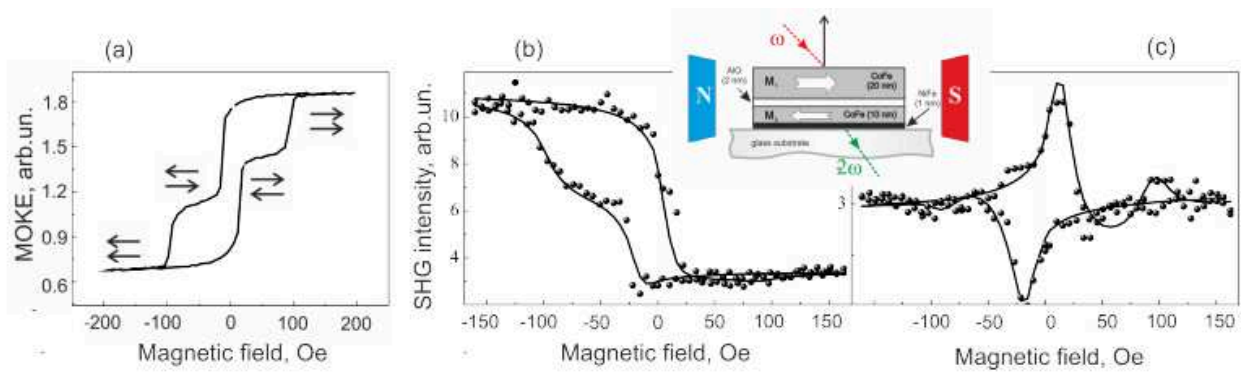 (a)
MOKE, arb.un.
1.8
1.5
1.2
0.9
0.6
-200
-100
0
100
200
Magnetic field, Oe
(b)
SHG intensity, arb.un.
10
8
6
4
-150
-100
-50
0
50
100
150
Magnetic field, Oe
ω
N
S
AlO
(2 nm)
CoFe
(20 nm)
CoFe (10 nm)
NiFe
(1 nm)
glass substrate
2ω
(c)
3
-150
-100
-50
0
50
100
150
Magnetic field, Oe